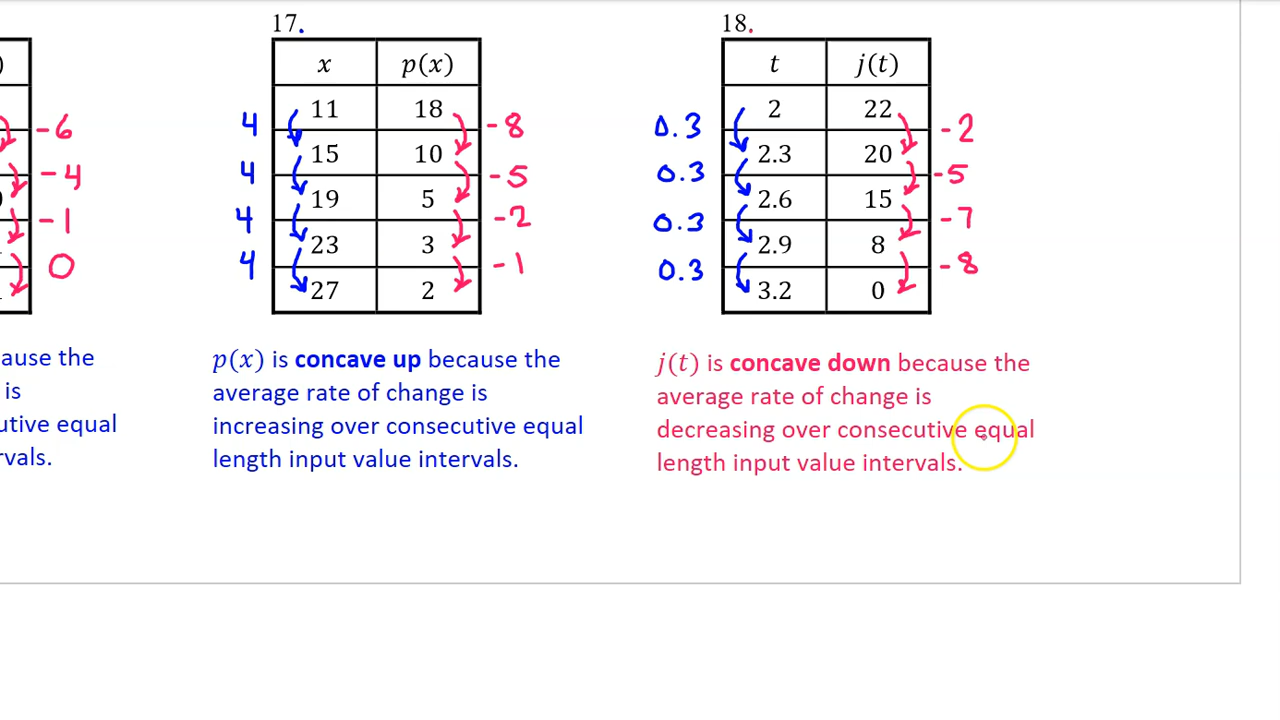 )
-6
-4
-1
0
ause the
is
utive equal
rvals.
17.
x p(x)
11 18
15 10
19 5
23 3
27 2
4
4
4
4
-8
-5
-2
-1
p(x) is concave up because the
average rate of change is
increasing over consecutive equal
length input value intervals.
18.
t j(t)
2 22
2.3 20
2.6 15
2.9 8
3.2 0
0.3
0.3
0.3
0.3
-2
-5
-7
-8
j(t) is concave down because the
average rate of change is
decreasing over consecutive equal
length input value intervals.